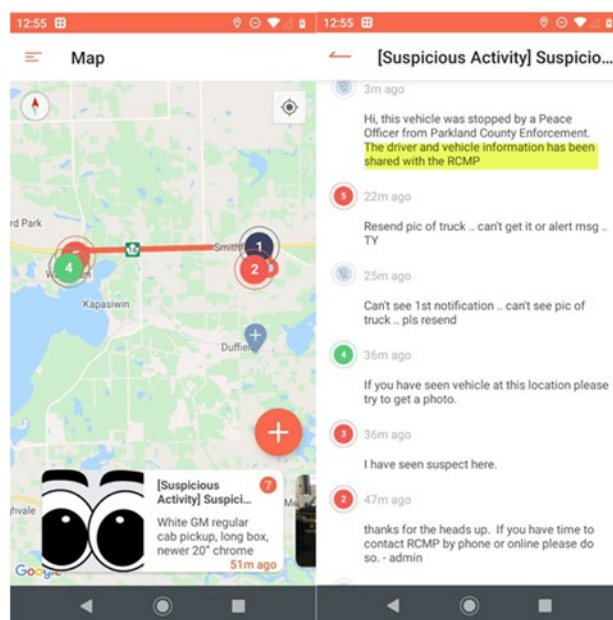 12:55
Map
rd Park
16
Smith
1
2
4
Kapasiwin
Duffie
ghvale
[Suspicious
Activity] Suspici...
7
White GM regular
cab pickup, long box,
newer 20" chrome
51m ago
Google
12:55
[Suspicious Activity] Suspicio...
3m ago
Hi, this vehicle was stopped by a Peace
Officer from Parkland County Enforcement.
The driver and vehicle information has been
shared with the RCMP
5
22m ago
Resend pic of truck .. can't get it or alert msg ..
TY
25m ago
Can't see 1st notification .. can't see pic of
truck .. pls resend
4
36m ago
If you have seen vehicle at this location please
try to get a photo.
3
36m ago
I have seen suspect here.
2
47m ago
thanks for the heads up. If you have time to
contact RCMP by phone or online please do
so. - admin